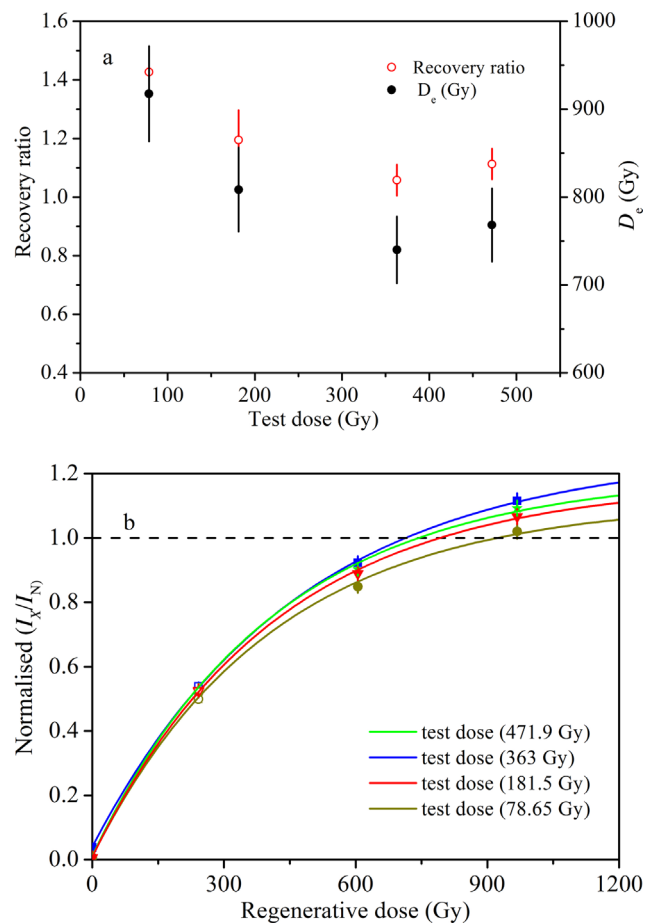 a
Recovery ratio
D_e (Gy)
1.6
1.4
1.2
1.0
0.8
0.6
0.4
Recovery ratio
1000
900
800
700
600
D_e (Gy)
0
100
200
300
400
500
Test dose (Gy)
b
1.2
1.0
0.8
0.6
0.4
0.2
0.0
Normalised (I_X/I_N)
test dose (471.9 Gy)
test dose (363 Gy)
test dose (181.5 Gy)
test dose (78.65 Gy)
0
300
600
900
1200
Regenerative dose (Gy)